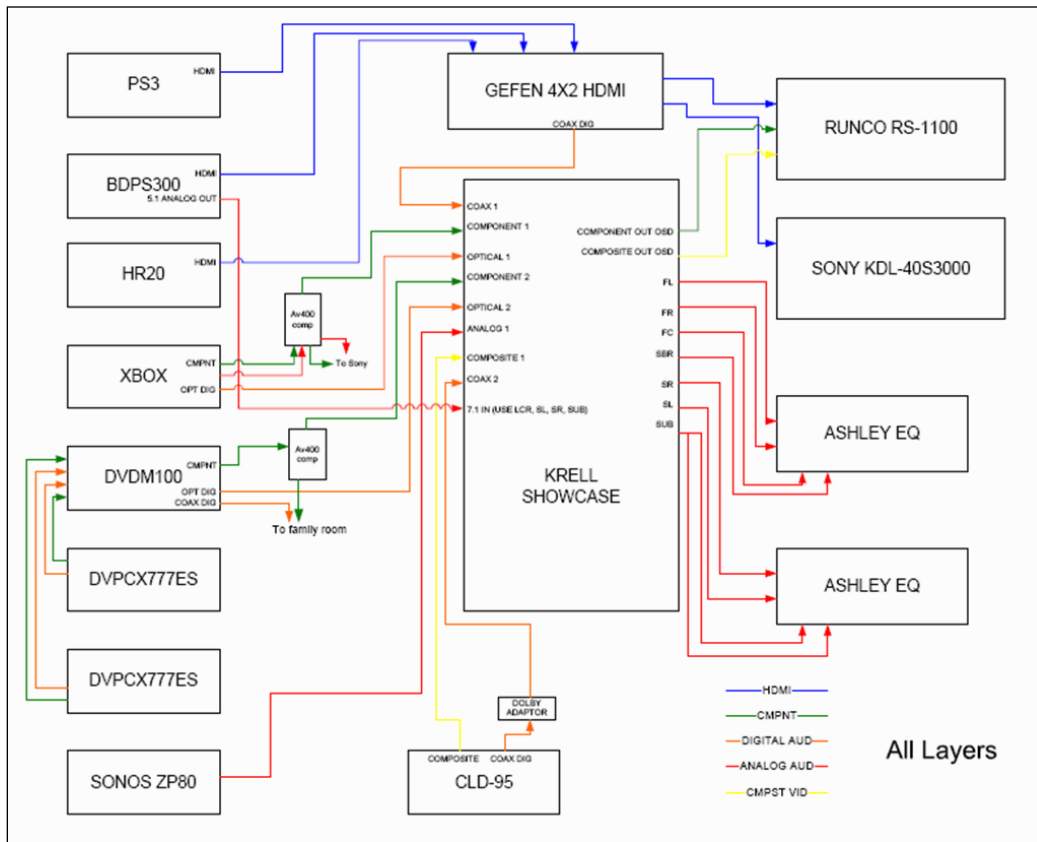 PS3
HDMI
GEFEN 4X2 HDMI
COAX DIG
RUNCO RS-1100
BDPS300
HDMI
5.1 ANALOG OUT
HR20
HDMI
SONY KDL-40S3000
Av400
comp
To Sony
XBOX
CMPNT
OPT DIG
COAX 1
COMPONENT 1
OPTICAL 1
COMPONENT 2
OPTICAL 2
ANALOG 1
COMPOSITE 1
COAX 2
7.1 IN (USE LCR, SL, SR, SUB)
COMPONENT OUT OSD
COMPOSITE OUT OSD
FL
FR
FC
SBR
SR
SL
SUB
KRELL
SHOWCASE
ASHLEY EQ
Av400
comp
DVDM100
CMPNT
OPT DIG
COAX DIG
To family room
DVPCX777ES
ASHLEY EQ
DVPCX777ES
DOLBY
ADAPTOR
SONOS ZP80
COMPOSITE
COAX DIG
CLD-95
HDMI
CMPNT
DIGITAL AUD
ANALOG AUD
CMPST VID
All Layers